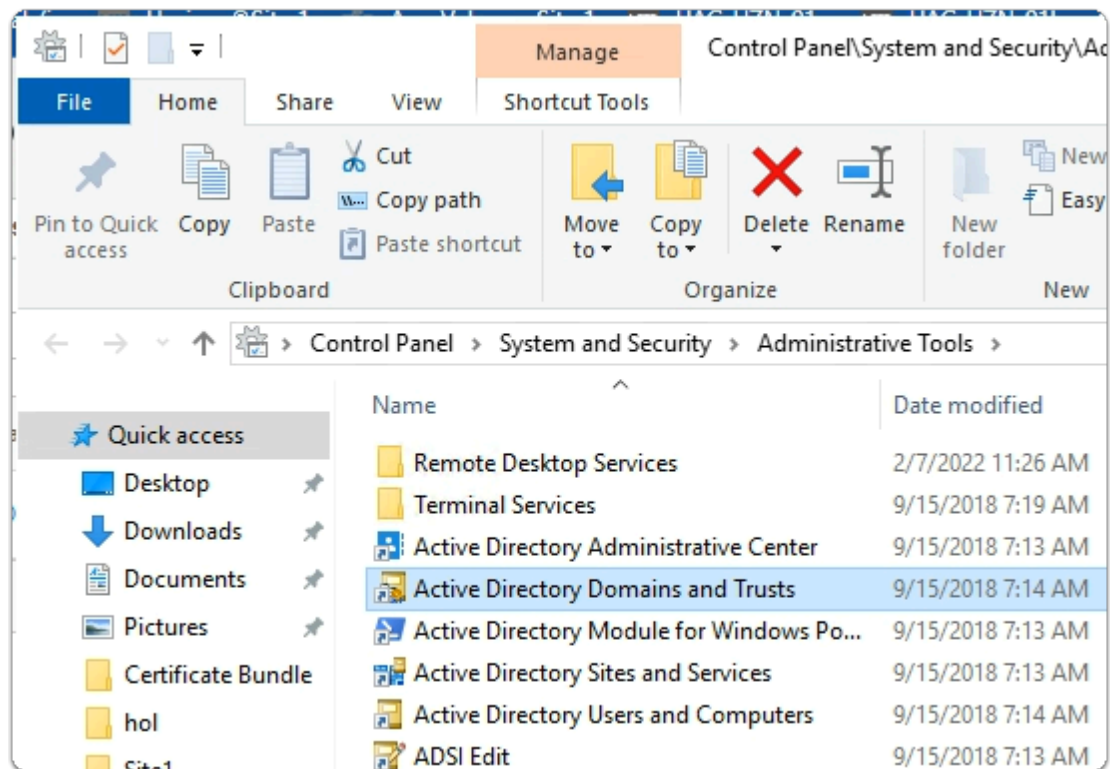 Manage
Control Panel\System and Security\Ac
File Home Share View Shortcut Tools
Cut
Copy path
Paste shortcut
Pin to Quick access
Copy
Paste
Move to
Copy to
Delete
Rename
New folder
New
Easy
Clipboard
Organize
New
Control Panel > System and Security > Administrative Tools >
Name Date modified
Quick access
Desktop
Downloads
Documents
Pictures
Certificate Bundle
hol
Site1
Remote Desktop Services 2/7/2022 11:26 AM
Terminal Services 9/15/2018 7:19 AM
Active Directory Administrative Center 9/15/2018 7:13 AM
Active Directory Domains and Trusts 9/15/2018 7:14 AM
Active Directory Module for Windows Po... 9/15/2018 7:13 AM
Active Directory Sites and Services 9/15/2018 7:13 AM
Active Directory Users and Computers 9/15/2018 7:14 AM
ADSI Edit 9/15/2018 7:13 AM